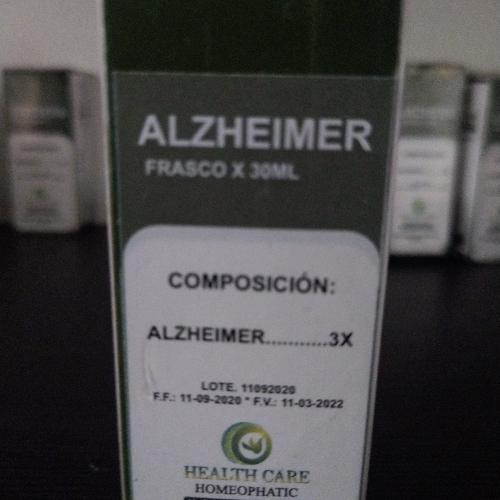 ALZHEIMER
FRASCO X 30ML
COMPOSICIÓN:
ALZHEIMER...........3X
LOTE. 11092020
F.F.: 11-09-2020 * F.V.: 11-03-2022
HEALTH CARE
HOMEOPHATIC